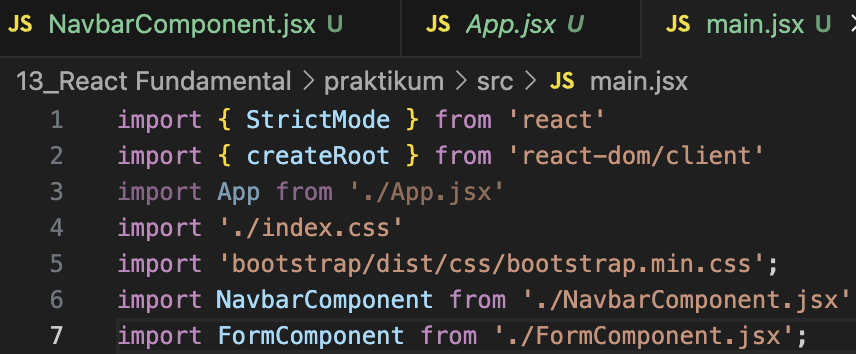 JS NavbarComponent.jsx U JS App.jsx U JS main.jsx U
13_React Fundamental > praktikum > src > JS main.jsx
1 import { StrictMode } from 'react'
2 import { createRoot } from 'react-dom/client'
3 import App from './App.jsx'
4 import './index.css'
5 import 'bootstrap/dist/css/bootstrap.min.css';
6 import NavbarComponent from './NavbarComponent.jsx'
7 import FormComponent from './FormComponent.jsx';